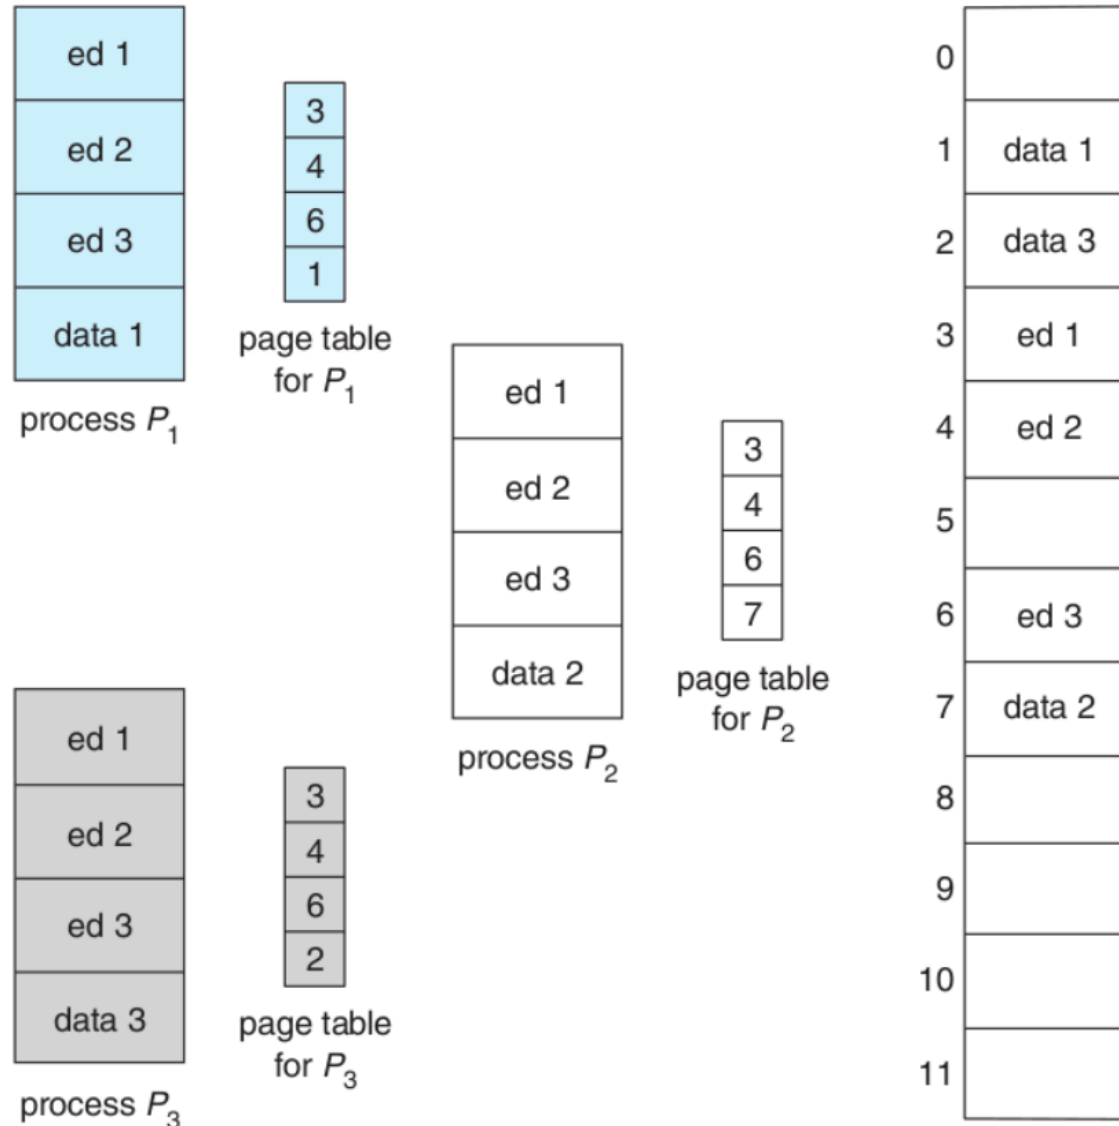 ed 1
ed 2
ed 3
data 1
process P1
3
4
6
1
page table
for P1
ed 1
ed 2
ed 3
data 2
process P2
3
4
6
7
page table
for P2
ed 1
ed 2
ed 3
data 3
process P3
3
4
6
2
page table
for P3
0
1 data 1
2 data 3
3 ed 1
4 ed 2
5
6 ed 3
7 data 2
8
9
10
11